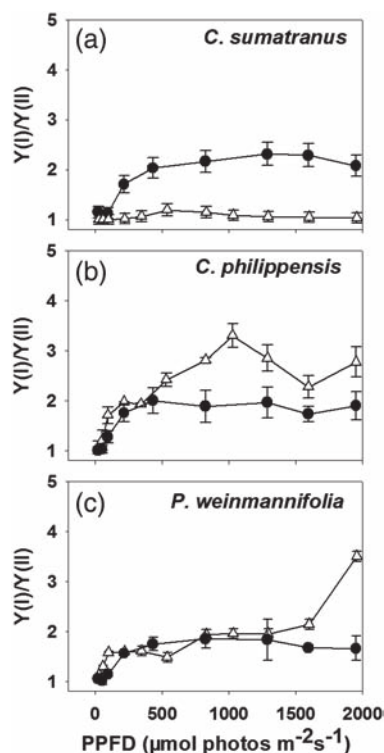 (a) C. sumatranus
5
4
3
2
1
Y(I)/Y(II)
(b) C. philippensis
5
4
3
2
1
Y(I)/Y(II)
(c) P. weinmannifolia
5
4
3
2
1
Y(I)/Y(II)
0 500 1000 1500 2000
PPFD (µmol photos m-2s-1)